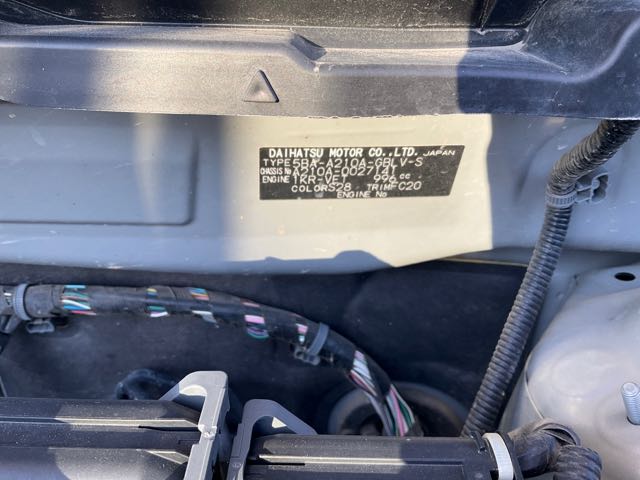 DAIHATSU MOTOR CO.,LTD. JAPAN
TYPE 5BA-A210A-GBLV-S
CHASSIS No A210A-0027141
ENGINE 1KR-VET 996 cc
COLOR S28 TRIM FC20
ENGINE No